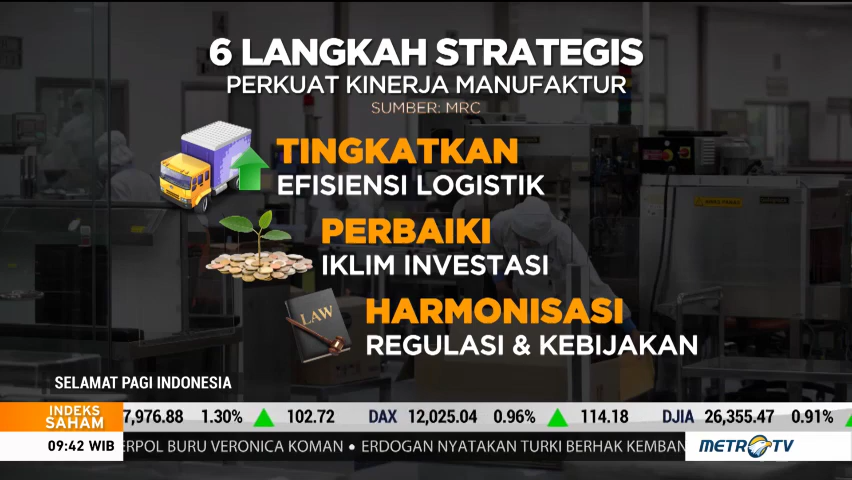 6 LANGKAH STRATEGIS
PERKUAT KINERJA MANUFAKTUR
SUMBER: MRC
TINGKATKAN
EFISIENSI LOGISTIK
PERBAIKI
IKLIM INVESTASI
LAW
HARMONISASI
REGULASI & KEBIJAKAN
SELAMAT PAGI INDONESIA
INDEKS SAHAM
7,976.88 1.30% 102.72 DAX 12,025.04 0.96% 114.18 DJIA 26,355.47 0.91%
09:42 WIB
ERPOL BURU VERONICA KOMAN • ERDOGAN NYATAKAN TURKI BERHAK KEMBAN
METRO TV